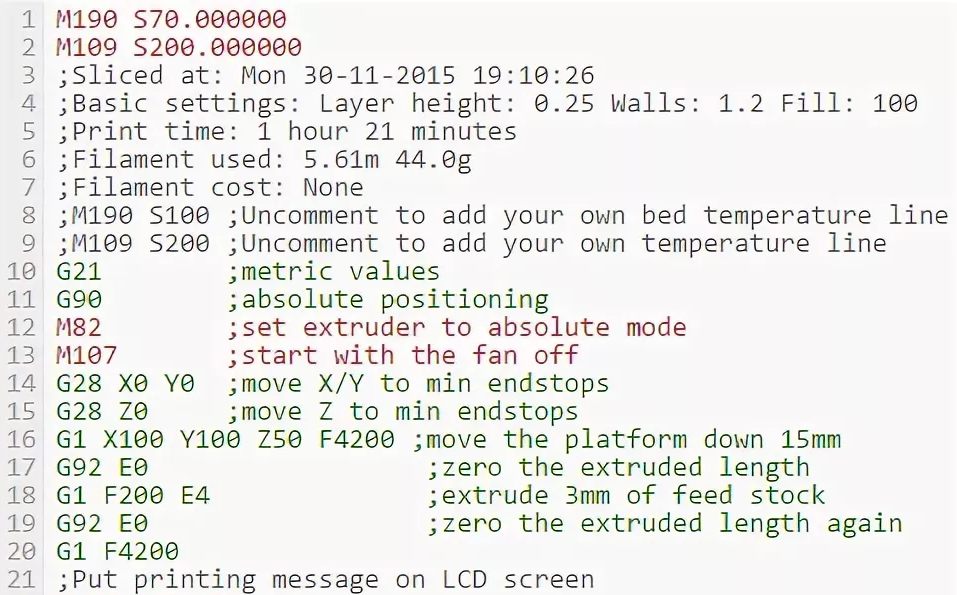 1 M190 S70.000000
2 M109 S200.000000
3 ;Sliced at: Mon 30-11-2015 19:10:26
4 ;Basic settings: Layer height: 0.25 Walls: 1.2 Fill: 100
5 ;Print time: 1 hour 21 minutes
6 ;Filament used: 5.61m 44.0g
7 ;Filament cost: None
8 ;M190 S100 ;Uncomment to add your own bed temperature line
9 ;M109 S200 ;Uncomment to add your own temperature line
10 G21 ;metric values
11 G90 ;absolute positioning
12 M82 ;set extruder to absolute mode
13 M107 ;start with the fan off
14 G28 X0 Y0 ;move X/Y to min endstops
15 G28 Z0 ;move Z to min endstops
16 G1 X100 Y100 Z50 F4200 ;move the platform down 15mm
17 G92 E0 ;zero the extruded length
18 G1 F200 E4 ;extrude 3mm of feed stock
19 G92 E0 ;zero the extruded length again
20 G1 F4200
21 ;Put printing message on LCD screen